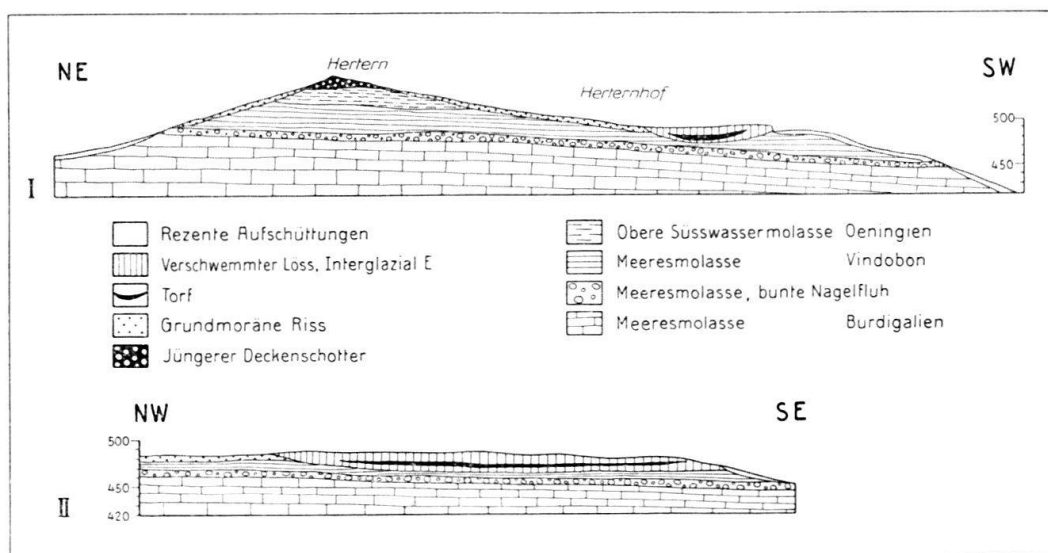 NE
Hertern
Herternhof
SW
500
450
I
Rezente Aufschüttungen
Verschwemmter Löss, Interglazial E
Torf
Grundmoräne Riss
Jüngerer Deckenschotter
Obere Süsswassermolasse Oeningien
Meeresmolasse Vindobon
Meeresmolasse, bunte Nagelfluh
Meeresmolasse Burdigalien
NW
SE
500
450
420
II